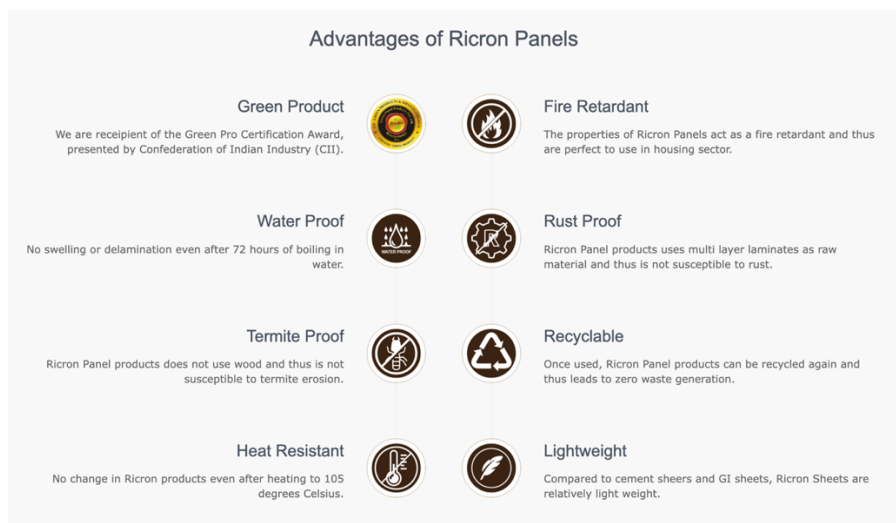 Advantages of Ricron Panels
Green Product
We are receipient of the Green Pro Certification Award,
presented by Confederation of Indian Industry (CII).
Fire Retardant
The properties of Ricron Panels act as a fire retardant and thus
are perfect to use in housing sector.
Water Proof
No swelling or delamination even after 72 hours of boiling in
water.
WATER PROOF
Rust Proof
Ricron Panel products uses multi layer laminates as raw
material and thus is not susceptible to rust.
R
Termite Proof
Ricron Panel products does not use wood and thus is not
susceptible to termite erosion.
Recyclable
Once used, Ricron Panel products can be recycled again and
thus leads to zero waste generation.
Heat Resistant
No change in Ricron products even after heating to 105
degrees Celsius.
Lightweight
Compared to cement sheers and GI sheets, Ricron Sheets are
relatively light weight.